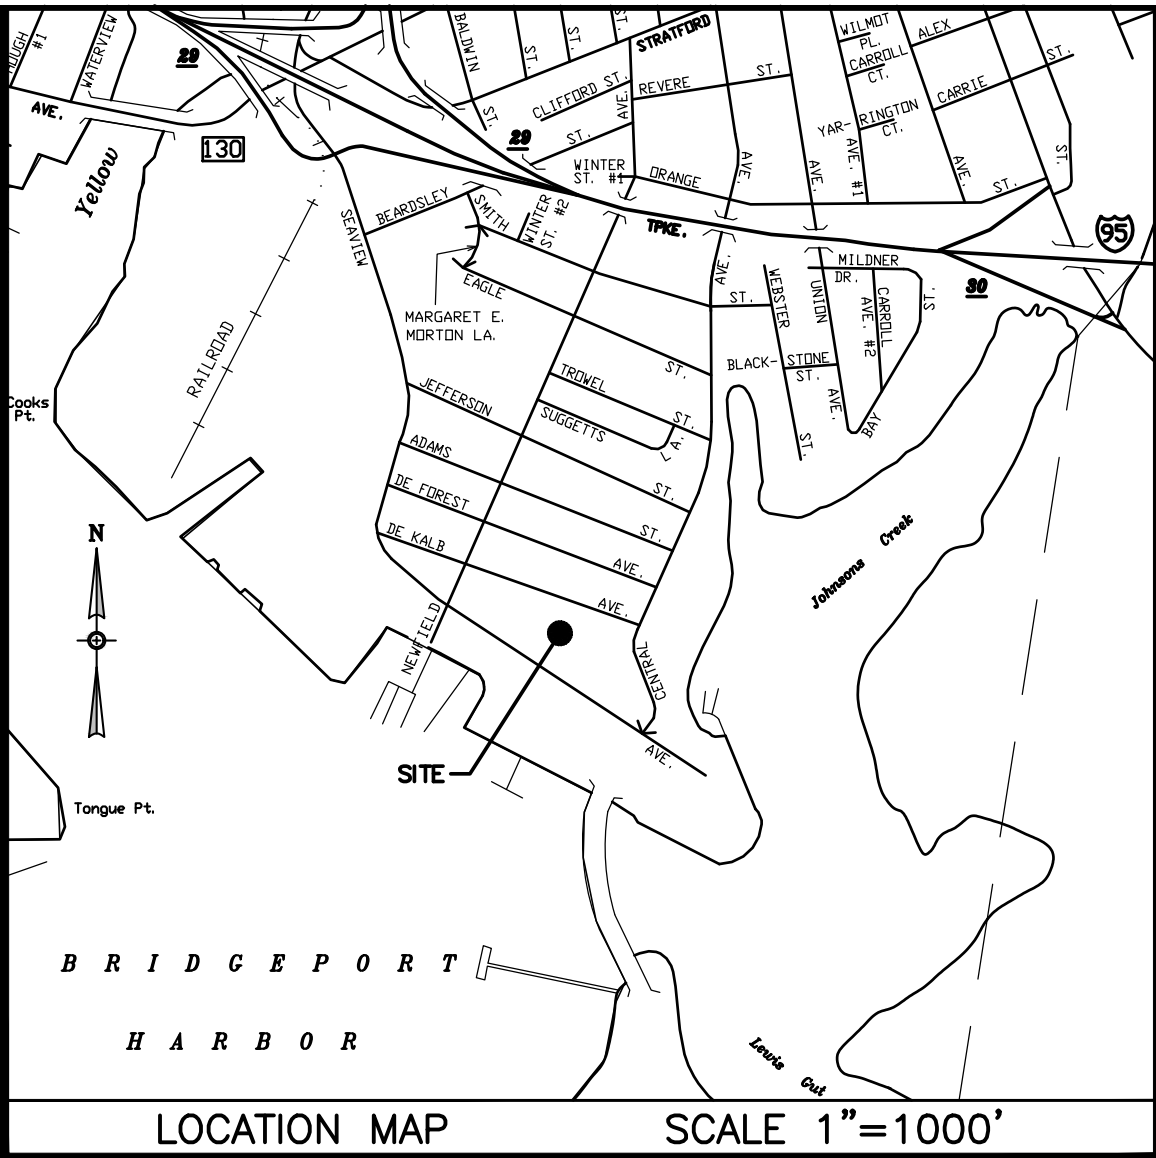 BALDWIN
ST.
ST.
ST.
ST.
STRATFORD
AVE.
WILMOT
PL.
CARROLL
CT.
ALEX
ST.
CARRIE
YAR-
RINGTON
CT.
AVE. #1
AVE.
ST.
ST.
#1
WATERVIEW
29
AVE.
130
Yellow
CLIFFORD ST.
REVERE
ST.
AVE.
29
ST.
WINTER
ST. #1
ORANGE
AVE.
95
SEAVIEW
BEARDSLEY
SMITH
WINTER
ST. #2
TPKE.
AVE.
MILDNER
DR.
30
EAGLE
MARGARET E.
MORTON LA.
ST.
WEBSTER
UNION
CARROLL
AVE. #2
ST.
RAILROAD
BLACK-
STONE
ST.
AVE.
BAY
ST.
Cooks
Pt.
JEFFERSON
ST.
TROWEL
ST.
SUGGETTS
LA.
ADAMS
ST.
DE FOREST
ST.
DE KALB
AVE.
AVE.
N
Johnsons Creek
NEWFIELD
CENTRAL
AVE.
SITE
Tongue Pt.
BRIDGEPORT
HARBOR
Lewis Gut
LOCATION MAP SCALE 1"=1000'